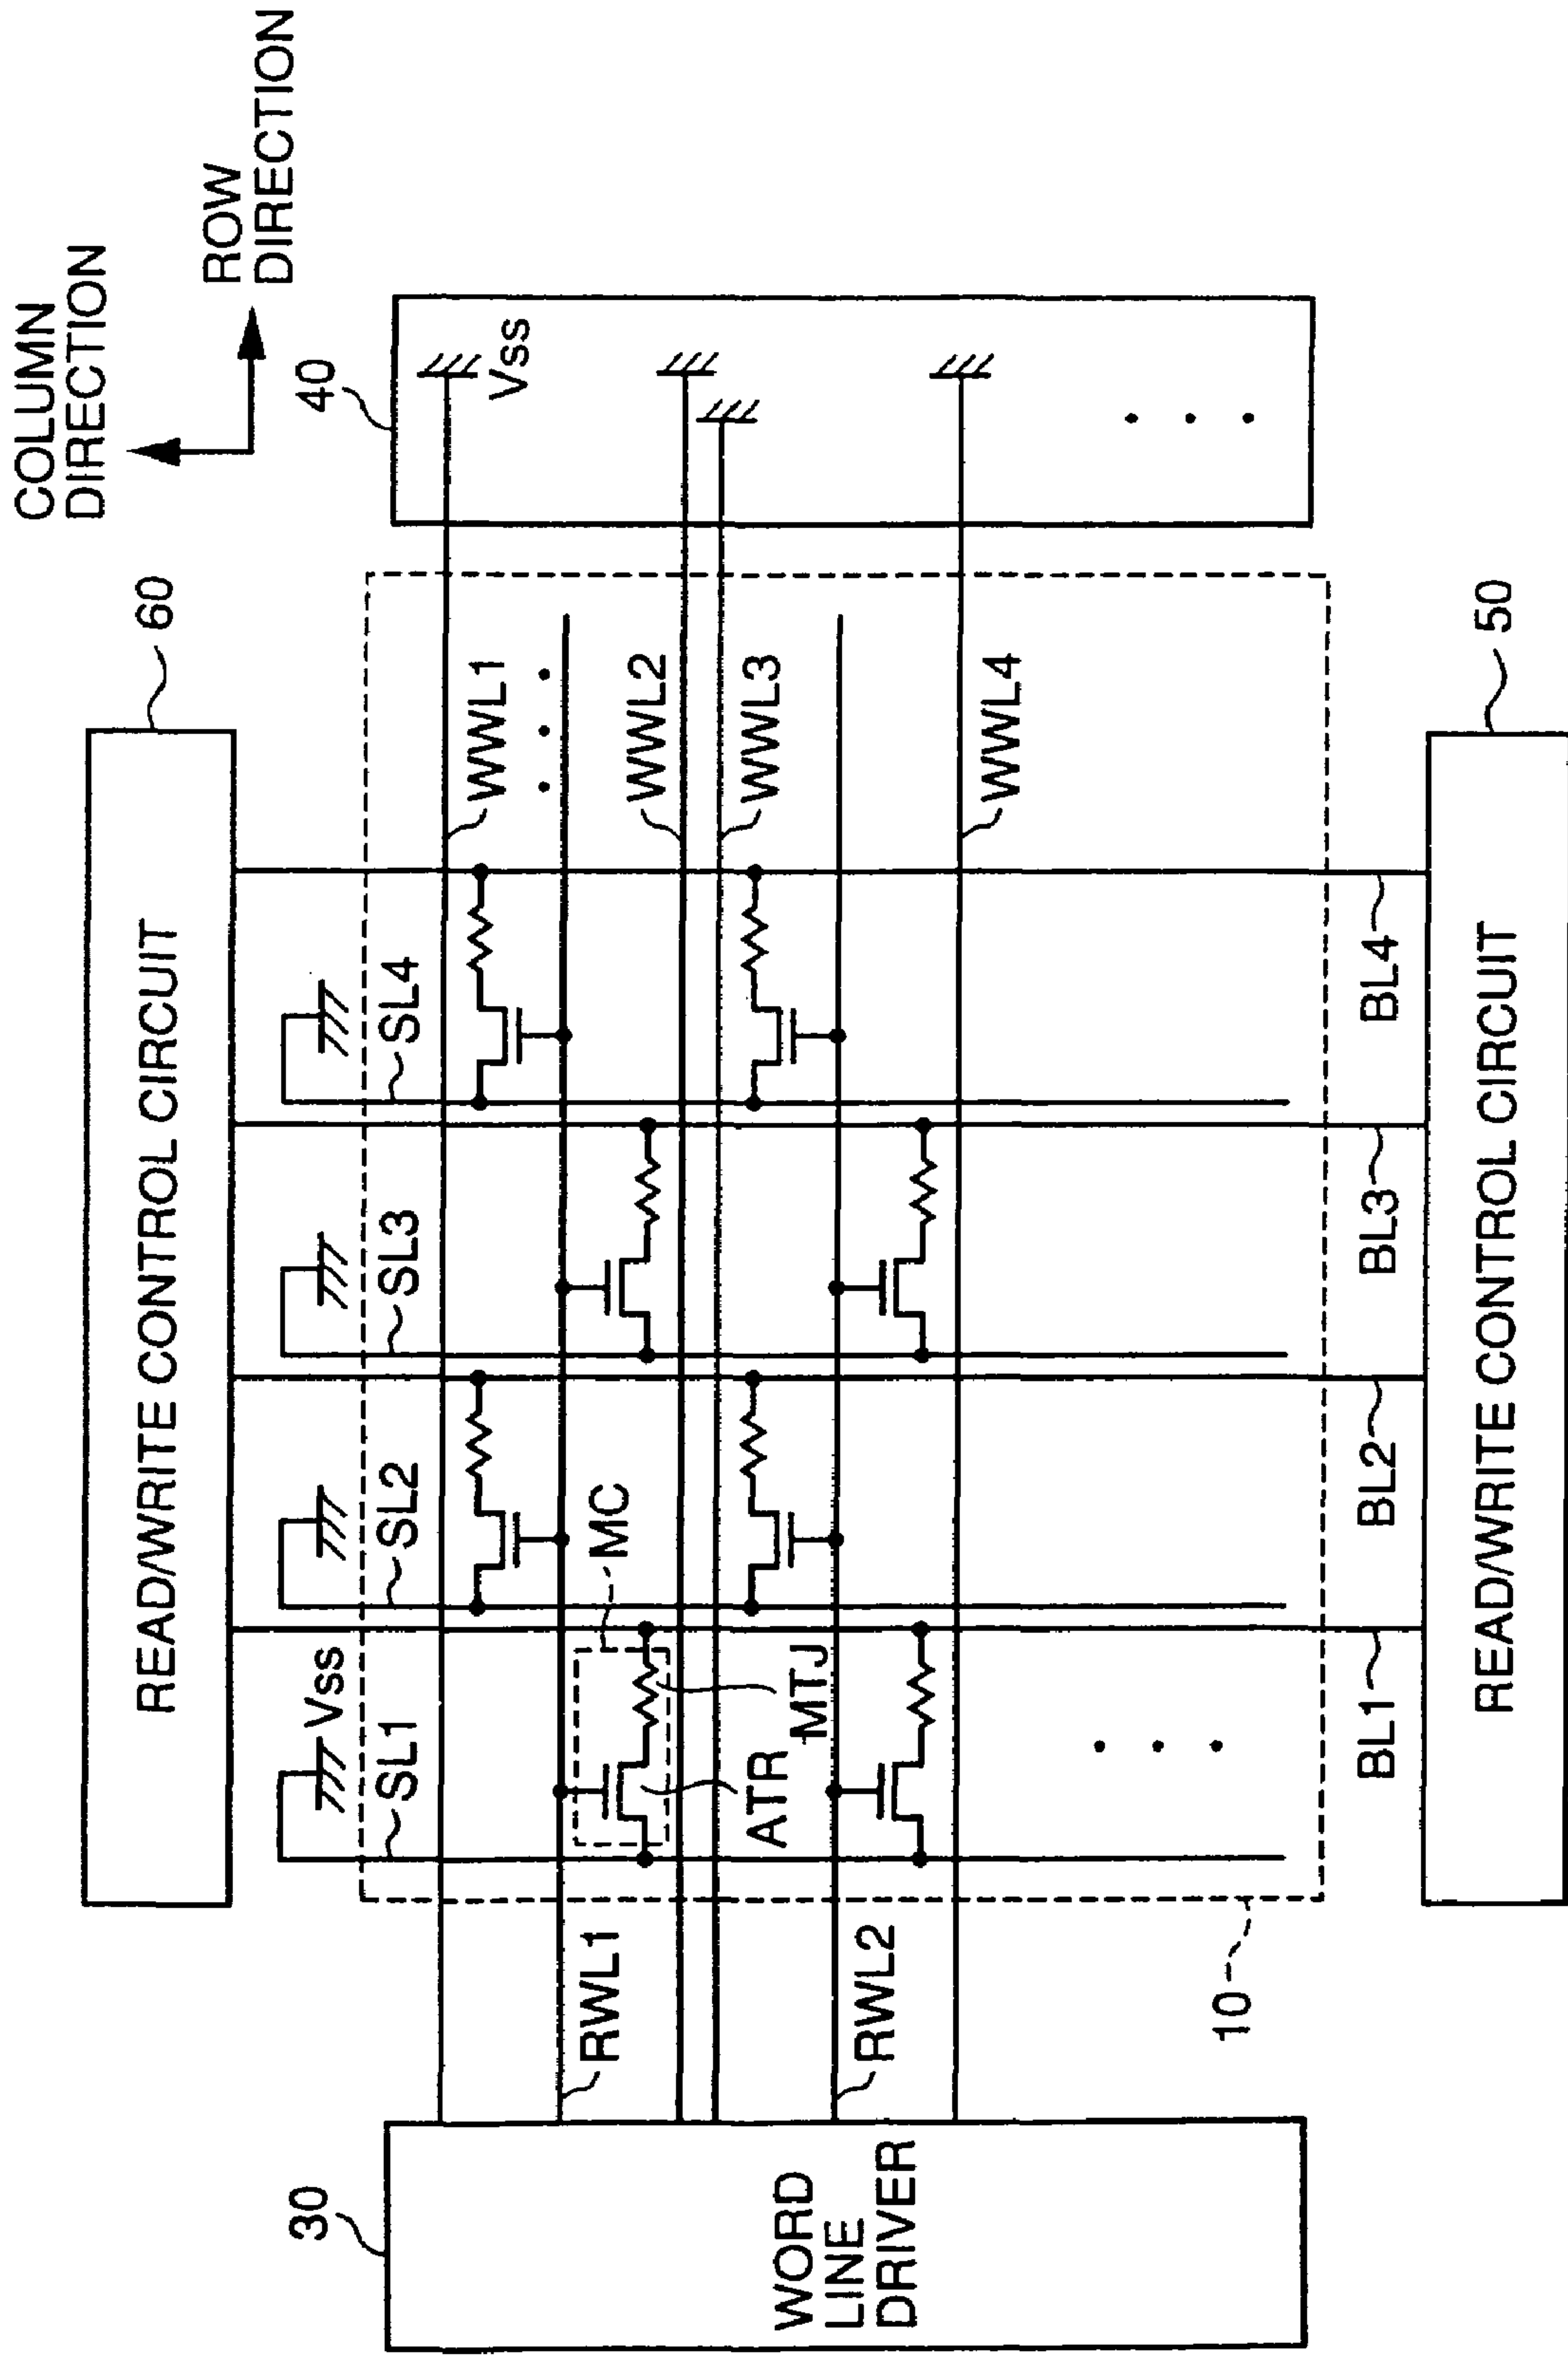 COLUMN
DIRECTION
ROW
DIRECTION
60
READ/WRITE CONTROL CIRCUIT
40
Vss
Vss
SL1
SL2
SL3
SL4
WWL1
MC
WWL2
RWL1
ATR
MTJ
WWL3
RWL2
WWL4
30
WORD
LINE
DRIVER
10
BL1
BL2
BL3
BL4
50
READ/WRITE CONTROL CIRCUIT